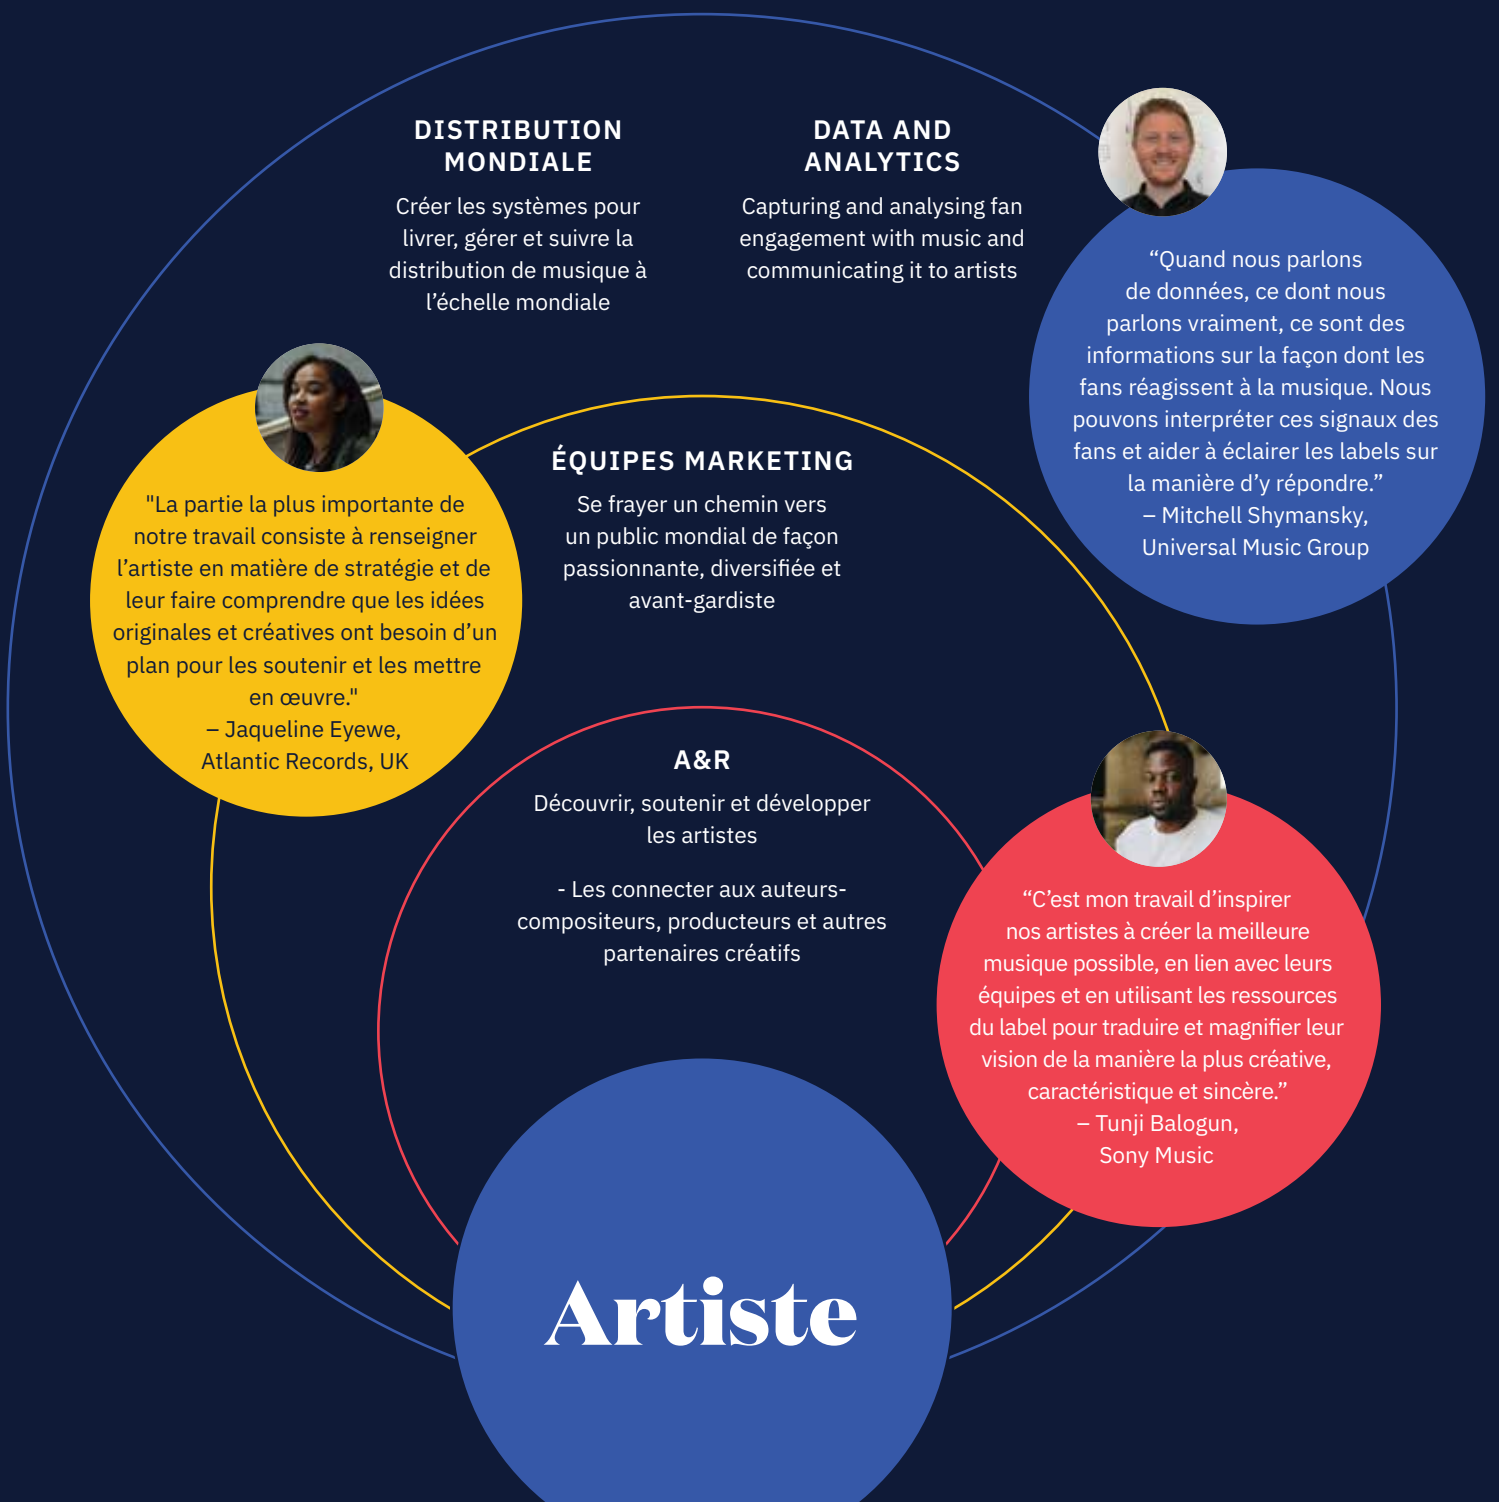 DISTRIBUTION
MONDIALE
Créer les systèmes pour
livrer, gérer et suivre la
distribution de musique à
l’échelle mondiale
DATA AND
ANALYTICS
Capturing and analysing fan
engagement with music and
communicating it to artists
“Quand nous parlons
de données, ce dont nous
parlons vraiment, ce sont des
informations sur la façon dont les
fans réagissent à la musique. Nous
pouvons interpréter ces signaux des
fans et aider à éclairer les labels sur
la manière d’y répondre.”
– Mitchell Shymansky,
Universal Music Group
"La partie la plus importante de
notre travail consiste à renseigner
l’artiste en matière de stratégie et de
leur faire comprendre que les idées
originales et créatives ont besoin d’un
plan pour les soutenir et les mettre
en œuvre."
– Jaqueline Eyewe,
Atlantic Records, UK
ÉQUIPES MARKETING
Se frayer un chemin vers
un public mondial de façon
passionnante, diversifiée et
avant-gardiste
A&R
Découvrir, soutenir et développer
les artistes
- Les connecter aux auteurs-
compositeurs, producteurs et autres
partenaires créatifs
“C’est mon travail d’inspirer
nos artistes à créer la meilleure
musique possible, en lien avec leurs
équipes et en utilisant les ressources
du label pour traduire et magnifier leur
vision de la manière la plus créative,
caractéristique et sincère.”
– Tunji Balogun,
Sony Music
Artiste